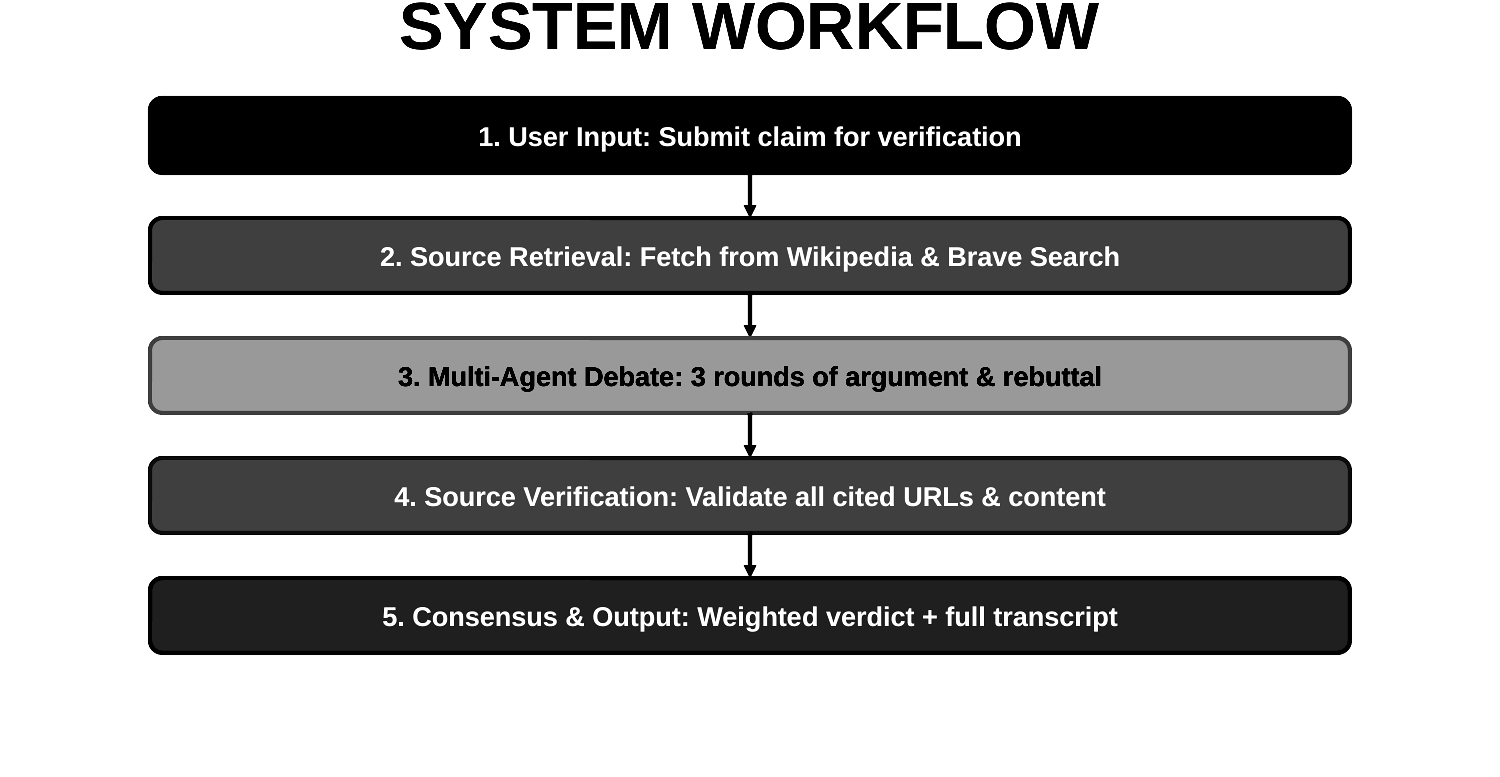 SYSTEM WORKFLOW
1. User Input: Submit claim for verification
2. Source Retrieval: Fetch from Wikipedia & Brave Search
3. Multi-Agent Debate: 3 rounds of argument & rebuttal
4. Source Verification: Validate all cited URLs & content
5. Consensus & Output: Weighted verdict + full transcript